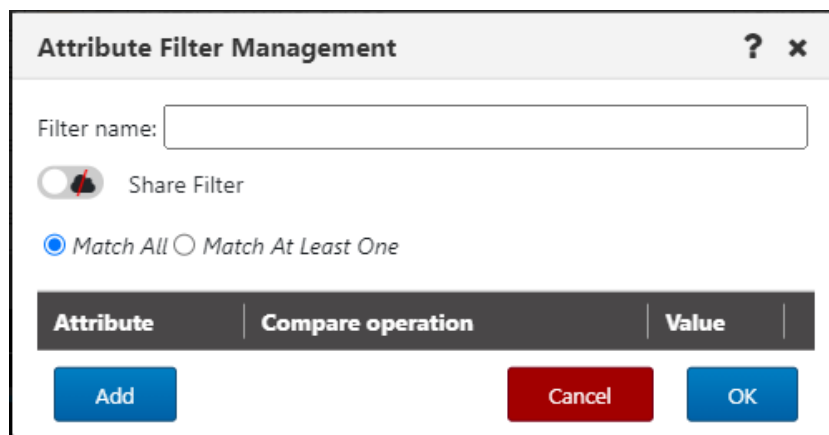 Attribute Filter Management ? ×
Filter name:
Share Filter
Match All Match At Least One
Attribute Compare operation Value
Add Cancel OK